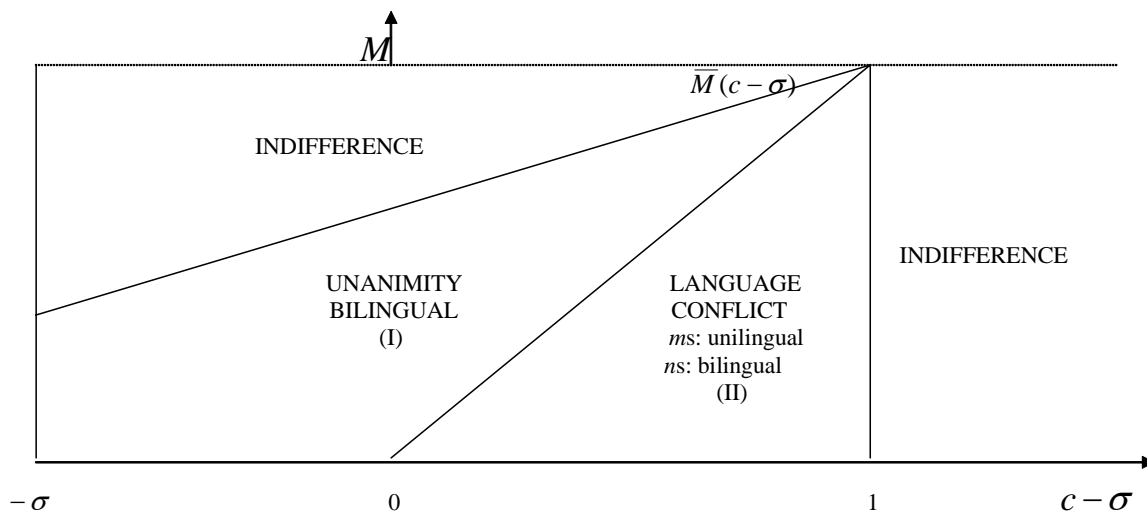 M
M̅(c − σ)
INDIFFERENCE
INDIFFERENCE
UNANIMITY
BILINGUAL
(I)
LANGUAGE
CONFLICT
ms: unilingual
ns: bilingual
(II)
− σ
0
1
c − σ